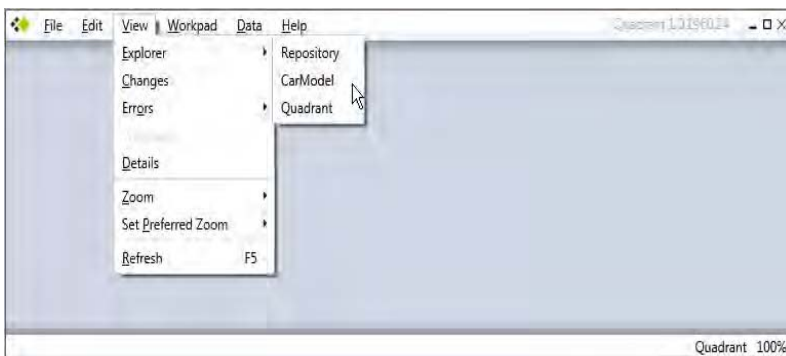 File Edit View Workpad Data Help
Explorer Repository
Changes CarModel
Errors Quadrant
Details
Zoom
Set Preferred Zoom
Refresh F5
Quadrant 100%